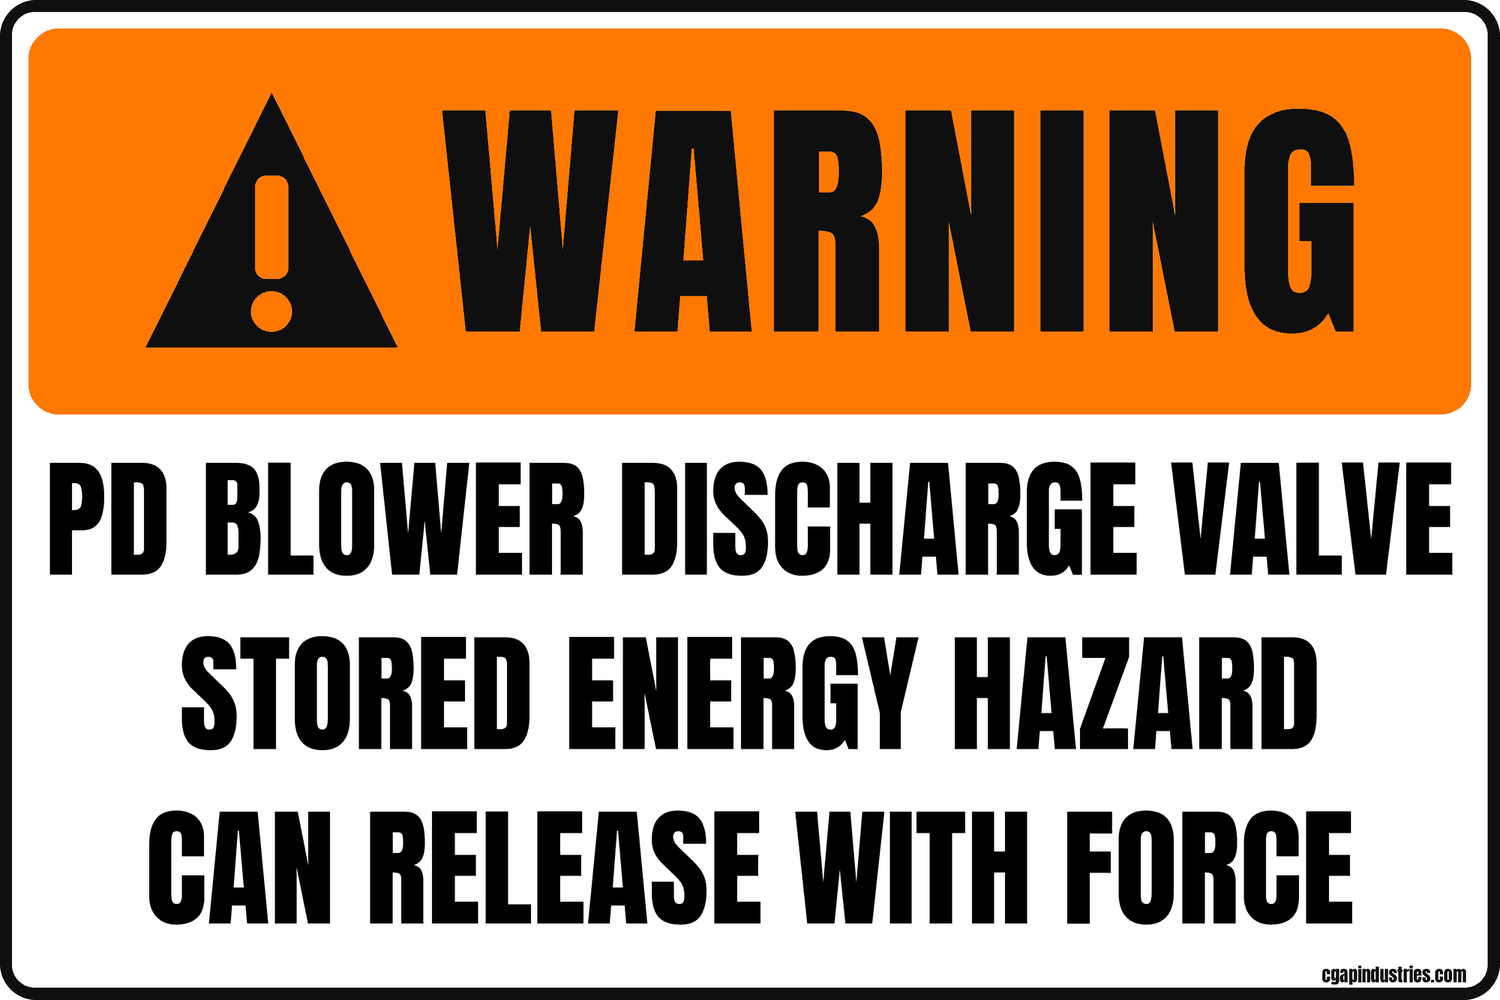 WARNING
PD BLOWER DISCHARGE VALVE
STORED ENERGY HAZARD
CAN RELEASE WITH FORCE
cgapindustries.com